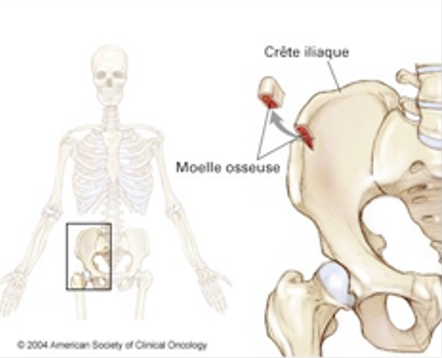 Crête iliaque
Moelle osseuse
© 2004 American Society of Clinical Oncology